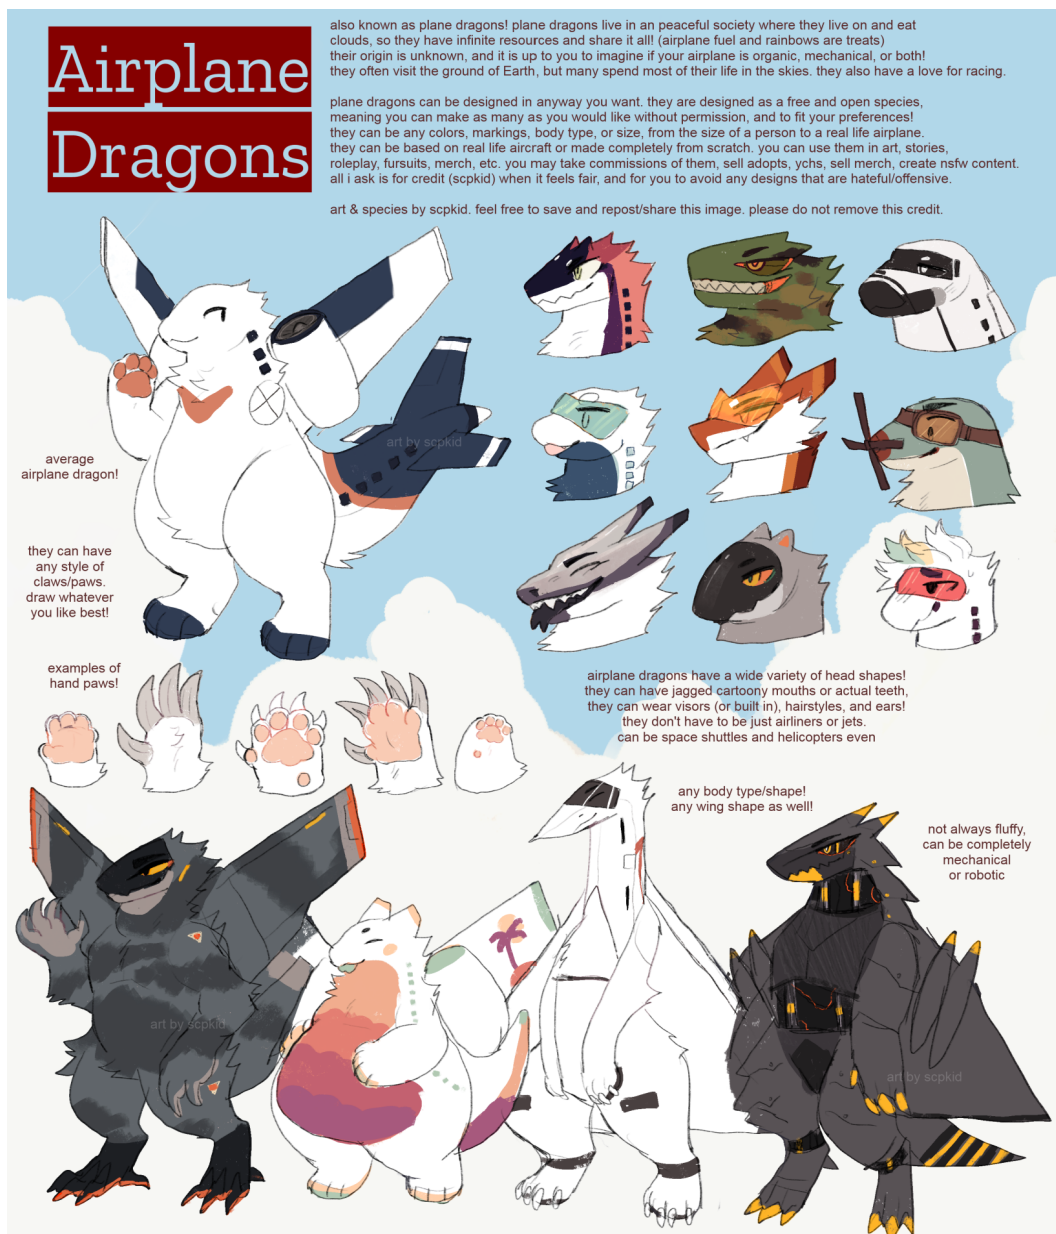 Airplane
Dragons
also known as plane dragons! plane dragons live in an peaceful society where they live on and eat
clouds, so they have infinite resources and share it all! (airplane fuel and rainbows are treats)
their origin is unknown, and it is up to you to imagine if your airplane is organic, mechanical, or both!
they often visit the ground of Earth, but many spend most of their life in the skies. they also have a love for racing.
plane dragons can be designed in anyway you want. they are designed as a free and open species,
meaning you can make as many as you would like without permission, and to fit your preferences!
they can be any colors, markings, body type, or size, from the size of a person to a real life airplane.
they can be based on real life aircraft or made completely from scratch. you can use them in art, stories,
roleplay, fursuits, merch, etc. you may take commissions of them, sell adopts, ychs, sell merch, create nsfw content.
all i ask is for credit (scpkid) when it feels fair, and for you to avoid any designs that are hateful/offensive.
art & species by scpkid. feel free to save and repost/share this image. please do not remove this credit.
art by scpkid
average
airplane dragon!
they can have
any style of
claws/paws.
draw whatever
you like best!
examples of
hand paws!
airplane dragons have a wide variety of head shapes!
they can have jagged cartoony mouths or actual teeth,
they can wear visors (or built in), hairstyles, and ears!
they don't have to be just airliners or jets.
can be space shuttles and helicopters even
any body type/shape!
any wing shape as well!
not always fluffy,
can be completely
mechanical
or robotic
art by scpkid
art by scpkid